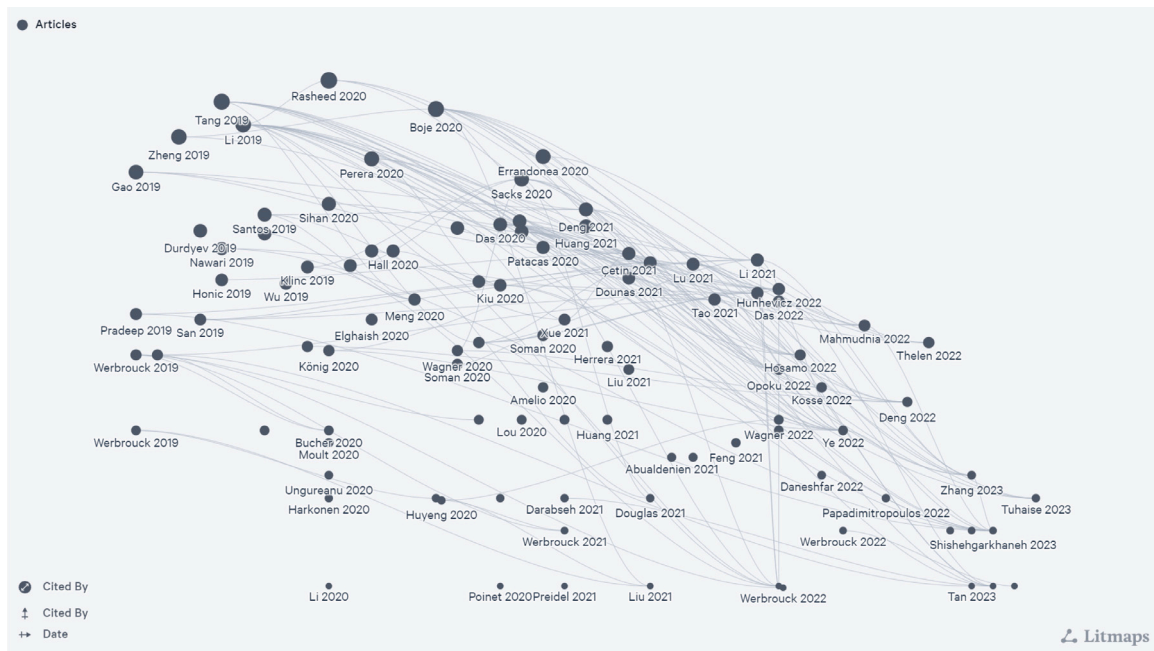 Articles
Rasheed 2020
Tang 2019
Boje 2020
Li 2019
Zheng 2019
Errandonea 2020
Perera 2020
Gao 2019
Sacks 2020
Sihan 2020
Santos 2019
Deng 2021
Das 2020
Huang 2021
Durdyev 2019
Nawari 2019
Patacas 2020
Hall 2020
Çetin 2021
Li 2021
Lu 2021
Klinc 2019
Honic 2019
Wu 2019
Kiu 2020
Dounas 2021
Hunhevicz 2022
Tao 2021
Das 2022
Meng 2020
Pradeep 2019
San 2019
Elghaish 2020
Xue 2021
Mahmudnia 2022
Soman 2020
Thelen 2022
Herrera 2021
Werbrouck 2019
König 2020
Wagner 2020
Hosamo 2022
Soman 2020
Liu 2021
Opoku 2022
Amelio 2020
Kosse 2022
Deng 2022
Werbrouck 2019
Bucher 2020
Lou 2020
Huang 2021
Wagner 2022
Ye 2022
Moult 2020
Feng 2021
Abualdenien 2021
Ungureanu 2020
Daneshfar 2022
Zhang 2023
Harkonen 2020
Huyeng 2020
Darabseh 2021
Douglas 2021
Papadimitropoulos 2022
Tuhaise 2023
Werbrouck 2021
Werbrouck 2022
Shishehgarkhaneh 2023
Cited By
Li 2020
Poinet 2020
Preidel 2021
Liu 2021
Werbrouck 2022
Tan 2023
Cited By
Date
Litmaps